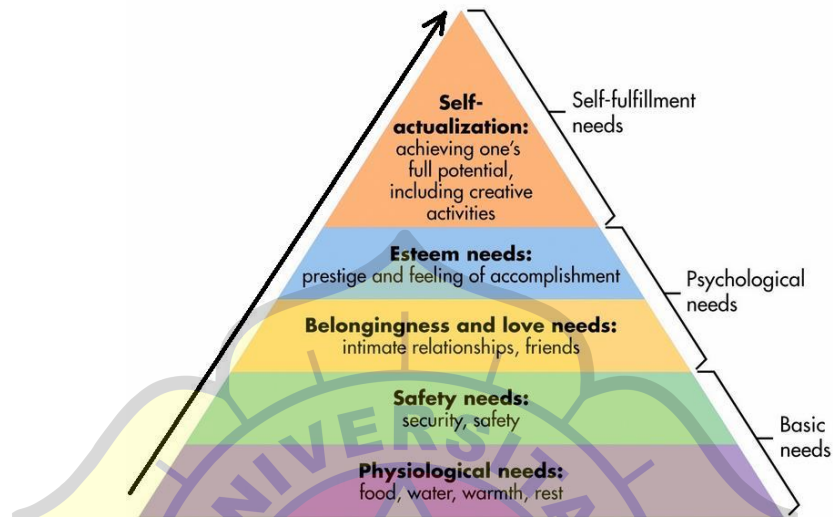 Self-
actualization:
achieving one's
full potential,
including creative
activities
Self-fulfillment
needs
Esteem needs:
prestige and feeling of accomplishment
Psychological
needs
Belongingness and love needs:
intimate relationships, friends
Safety needs:
security, safety
Basic
needs
Physiological needs:
food, water, warmth, rest
NIVERSITA